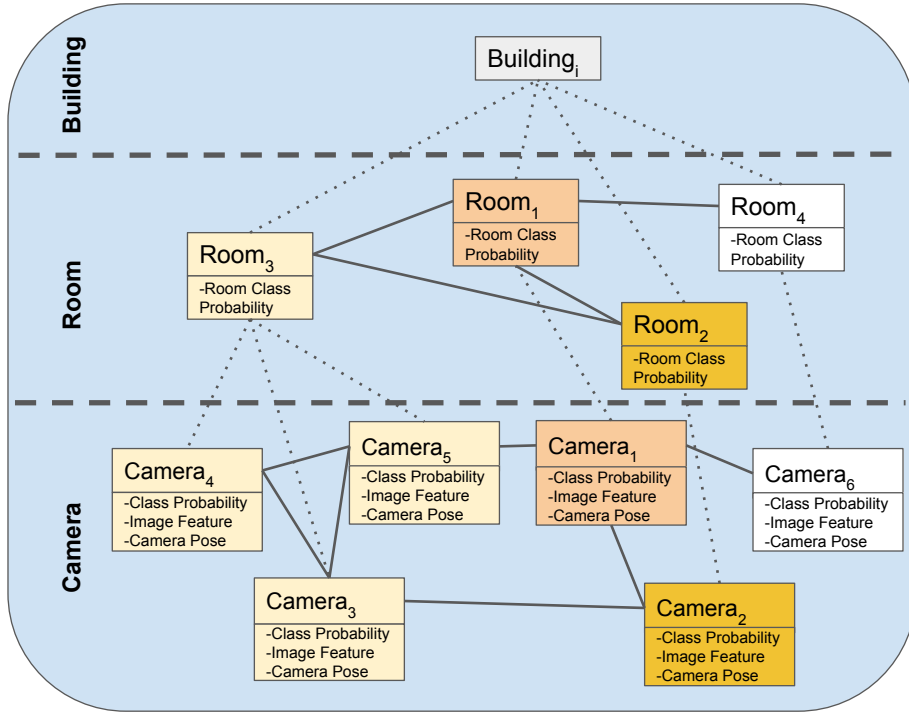 Building
Building_i
Room
Room_1
-Room Class
Probability
Room_4
-Room Class
Probability
Room_3
-Room Class
Probability
Room_2
-Room Class
Probability
Camera
Camera_4
-Class Probability
-Image Feature
-Camera Pose
Camera_5
-Class Probability
-Image Feature
-Camera Pose
Camera_1
-Class Probability
-Image Feature
-Camera Pose
Camera_6
-Class Probability
-Image Feature
-Camera Pose
Camera_3
-Class Probability
-Image Feature
-Camera Pose
Camera_2
-Class Probability
-Image Feature
-Camera Pose